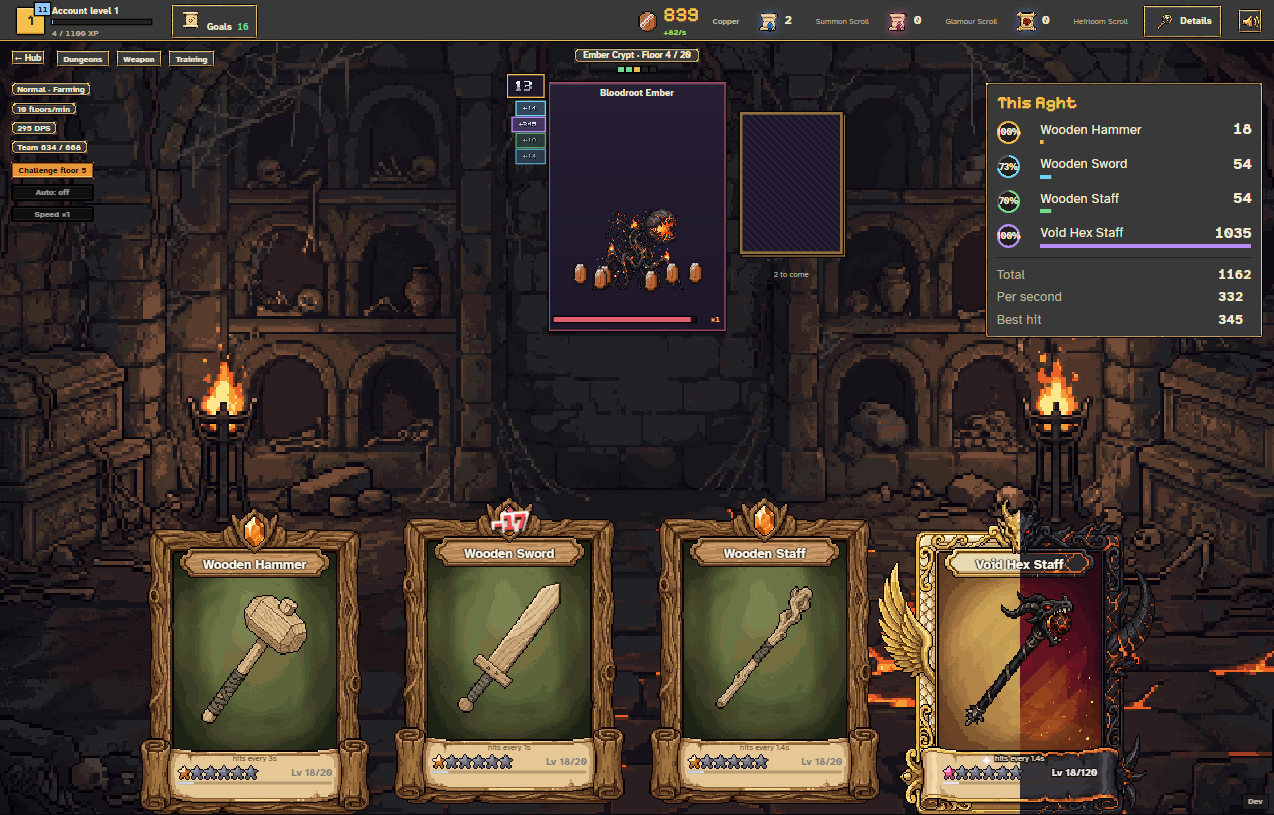 1
11
Account level 1
4 / 1100 XP
Goals 16
839
+82/s
Copper
2
Summon Scroll
0
Glamour Scroll
0
Heirloom Scroll
Details
← Hub
Dungeons
Weapon
Training
Ember Crypt · Floor 4 / 20
Normal · Farming
10 floors/min
295 DPS
Team 634 / 668
Challenge floor 5
Auto: off
Speed ×1
13
Bloodroot Ember
×1
2 to come
This fight
100%
Wooden Hammer
18
73%
Wooden Sword
54
70%
Wooden Staff
54
100%
Void Hex Staff
1035
Total
1162
Per second
332
Best hit
345
Wooden Hammer
hits every 3s
Lv 18/20
-17
Wooden Sword
hits every 1s
Lv 18/20
Wooden Staff
hits every 1.4s
Lv 18/20
Void Hex Staff
hits every 1.4s
Lv 18/120
Dev